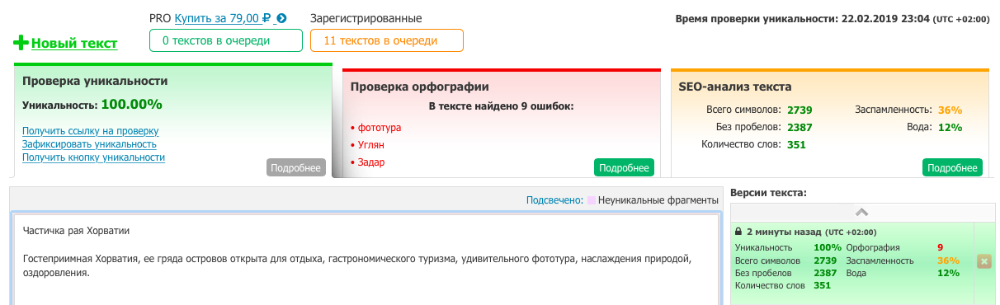 PRO Купить за 79,00 ₽
Зарегистрированные
Время проверки уникальности: 22.02.2019 23:04 (UTC +02:00)
Новый текст
0 текстов в очереди
11 текстов в очереди
Проверка уникальности
Уникальность: 100.00%
Получить ссылку на проверку
Зафиксировать уникальность
Получить кнопку уникальности
Подробнее
Проверка орфографии
В тексте найдено 9 ошибок:
• фототура
• Углян
• Задар
Подробнее
SEO-анализ текста
Всего символов: 2739 Заспамленность: 36%
Без пробелов: 2387 Вода: 12%
Количество слов: 351
Подробнее
Подсвечено: Неуникальные фрагменты
Частичка рая Хорватии
Гостеприимная Хорватия, ее гряда островов открыта для отдыха, гастрономического туризма, удивительного фототура, наслаждения природой,
оздоровления.
Версии текста:
2 минуты назад (UTC +02:00)
Уникальность 100% Орфография 9
Всего символов 2739 Заспамленность 36%
Без пробелов 2387 Вода 12%
Количество слов 351